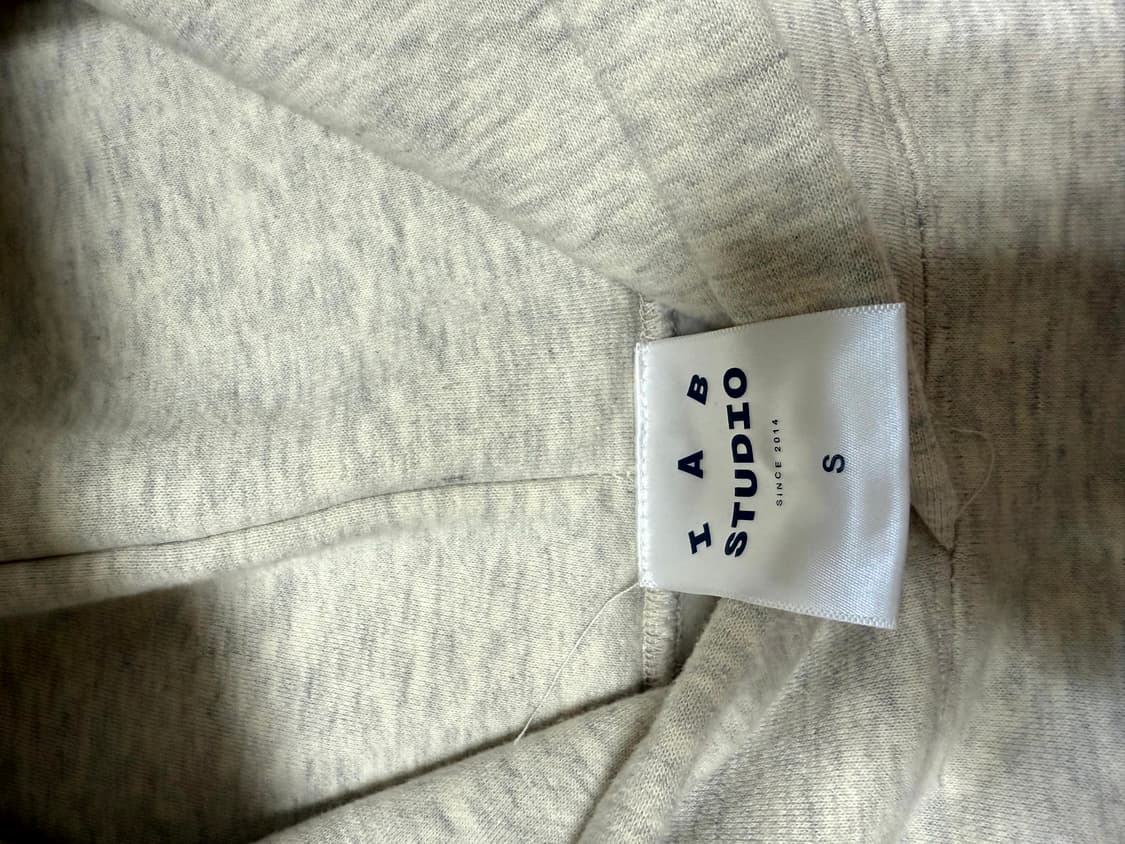 I A B
STUDIO
SINCE 2014
S